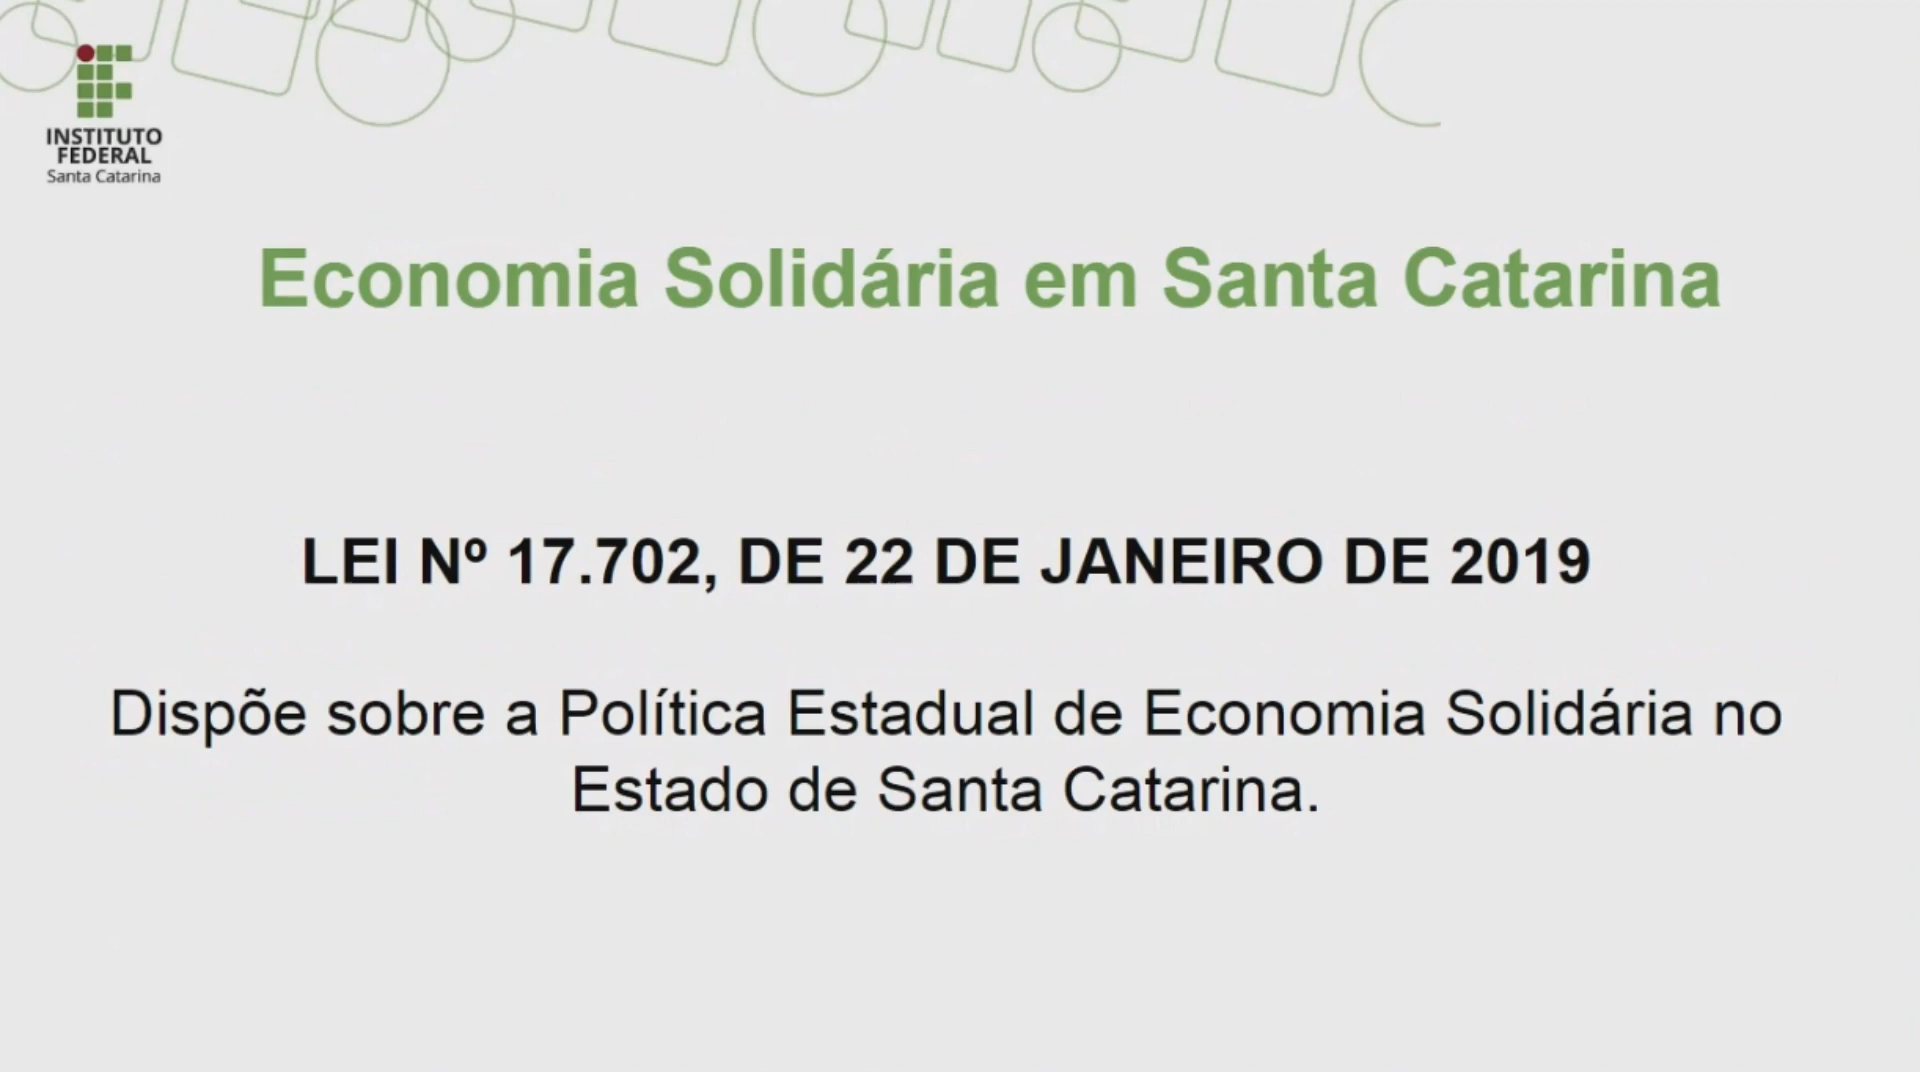 INSTITUTO
FEDERAL
Santa Catarina
Economia Solidária em Santa Catarina
LEI Nº 17.702, DE 22 DE JANEIRO DE 2019
Dispõe sobre a Política Estadual de Economia Solidária no
Estado de Santa Catarina.